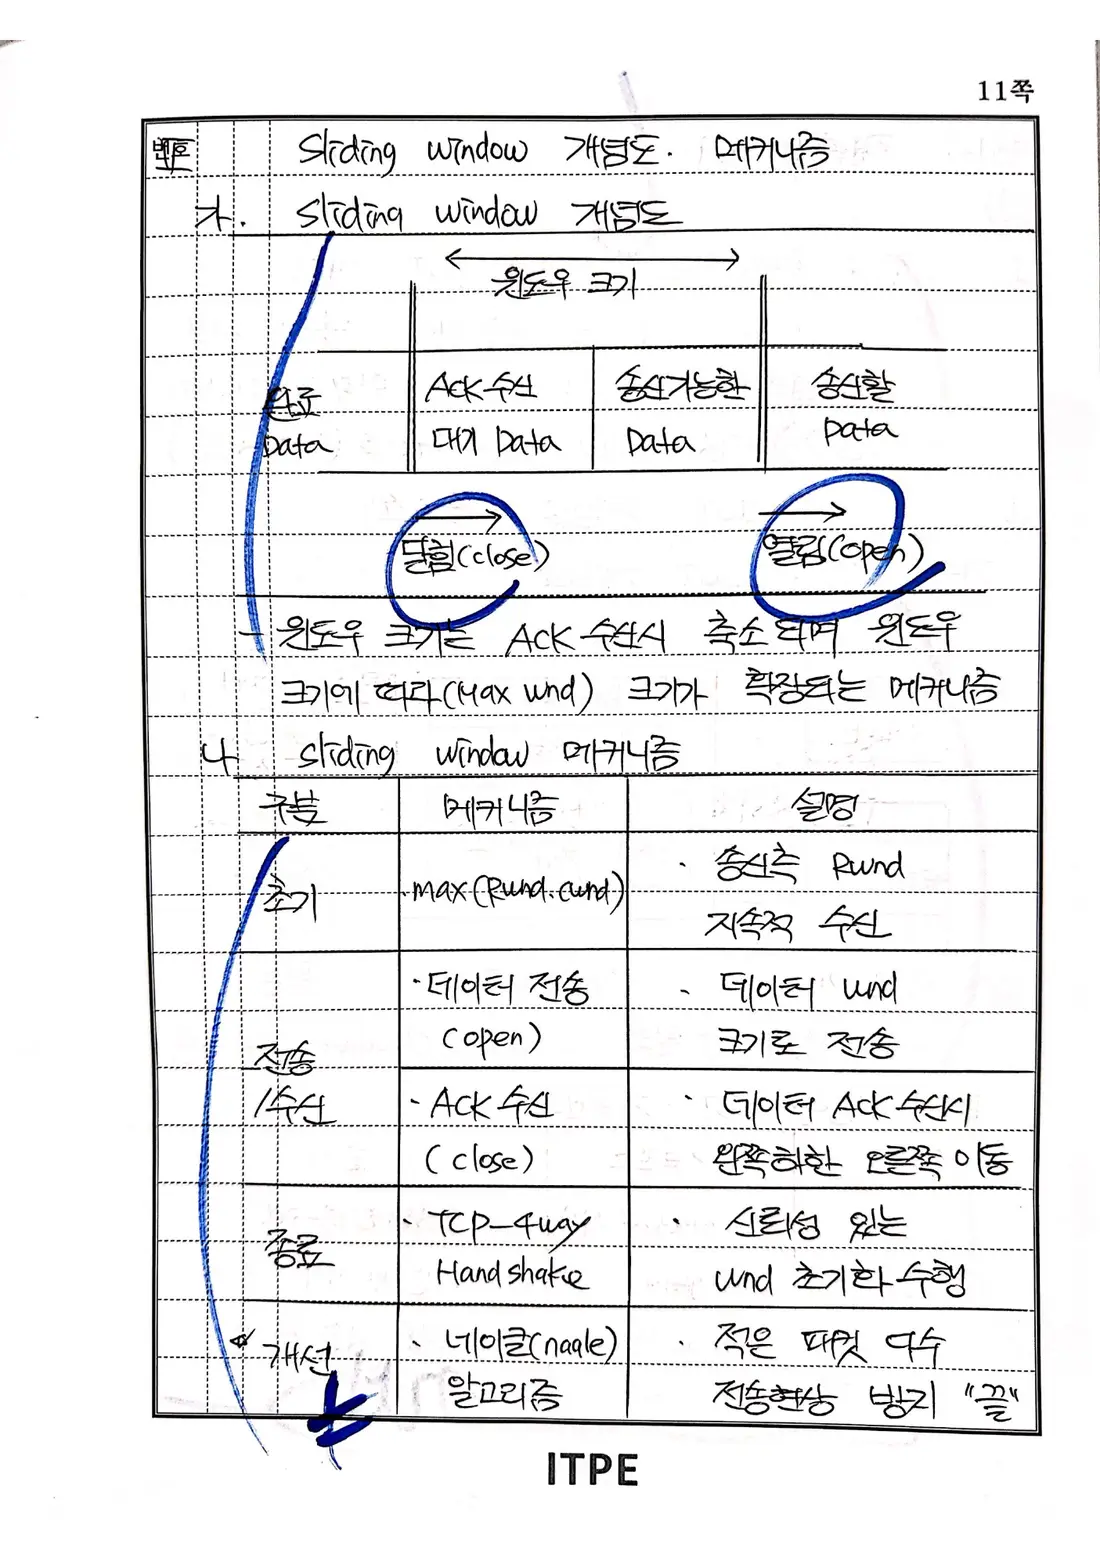 11쪽
Sliding window 개념도. 메커니즘
가. sliding window 개념도
윈도우 크기
완료 Ack 수신 송신가능한 송신할
Data 대기 Data Data Data
닫힘(close) 열림(open)
- 윈도우 크기는 Ack 수신시 축소되며 윈도우
크기에 따라(Max wnd) 크기가 확장되는 메커니즘
나. sliding window 메커니즘
구분 메커니즘 설명
초기 · max(Rwnd.cwnd) · 송신측 Rwnd
지속적 수신
전송 · 데이터 전송 · 데이터 wnd
(open) 크기로 전송
/수신 · Ack 수신 · 데이터 Ack 수신시
(close) 왼쪽하한 오른쪽 이동
종료 · TCP-4way · 신뢰성 있는
Handshake wnd 초기화 수행
개선 · 네이글(nagle) · 적은 패킷 다수
알고리즘 전송현상 방지 "끝"
ITPE